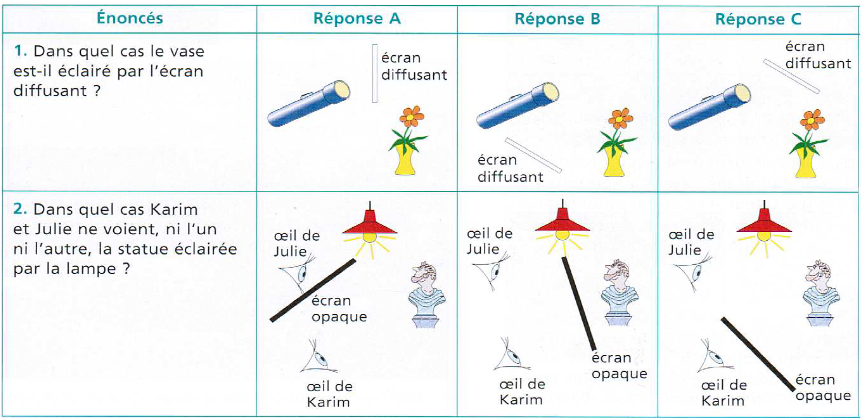 Énoncés
Réponse A
Réponse B
Réponse C
1. Dans quel cas le vase
est-il éclairé par l'écran
diffusant ?
écran
diffusant
écran
diffusant
écran
diffusant
2. Dans quel cas Karim
et Julie ne voient, ni l'un
ni l'autre, la statue éclairée
par la lampe ?
œil de
Julie
écran
opaque
œil de
Karim
œil de
Julie
écran
opaque
œil de
Karim
œil de
Julie
écran
opaque
œil de
Karim